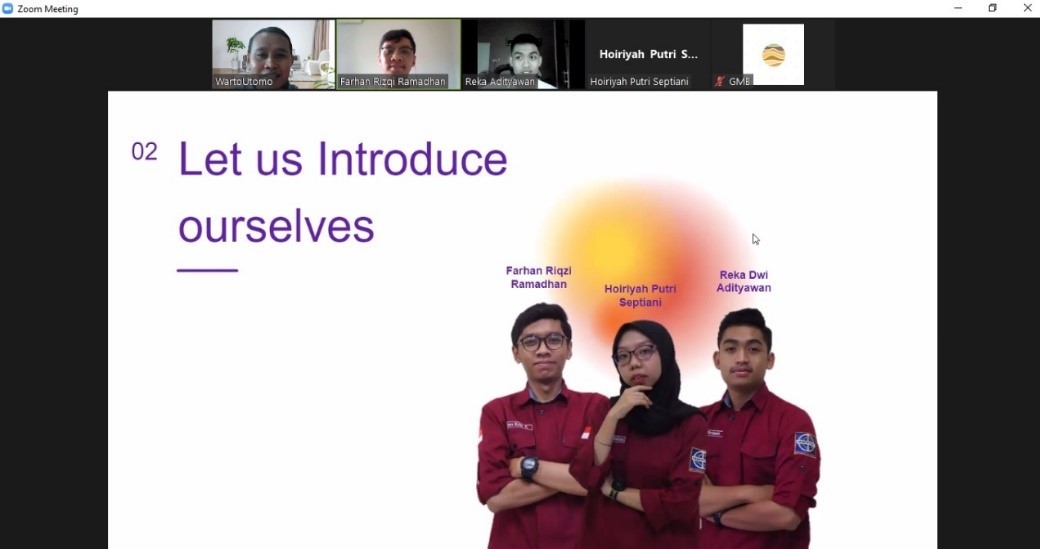 Zoom Meeting
Hoiriyah Putri S...
WartoUtomo
Farhan Rizqi Ramadhan
Reka Adityawan
Hoiriyah Putri Septiani
GME
02
Let us Introduce
ourselves
Farhan Riqzi
Ramadhan
Hoiriyah Putri
Septiani
Reka Dwi
Adityawan